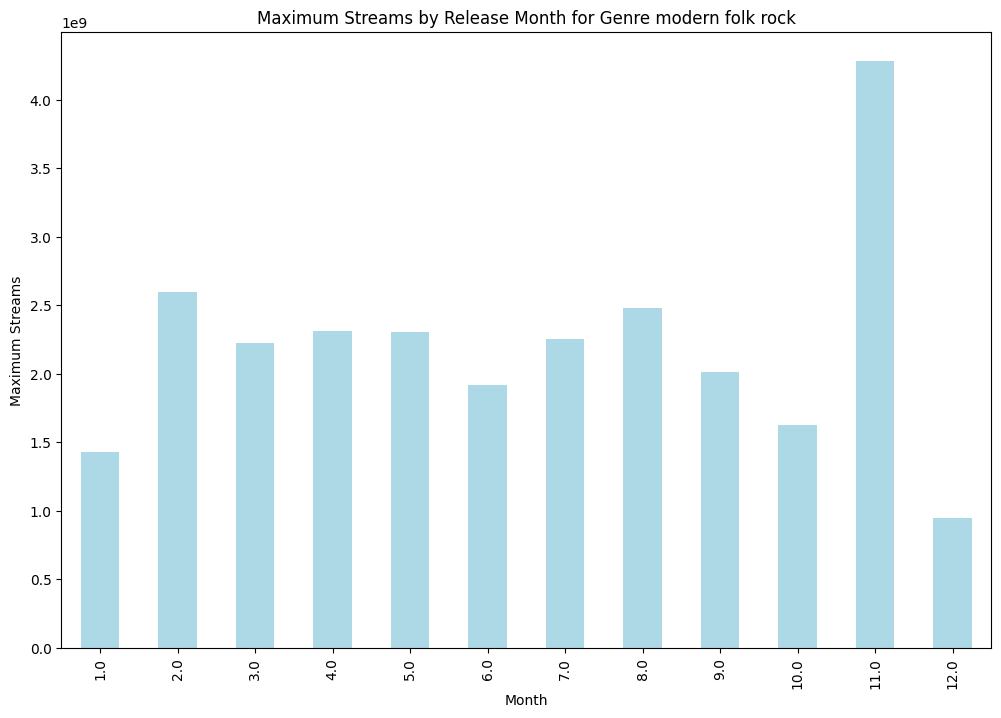 Maximum Streams by Release Month for Genre modern folk rock
1e9
4.0
3.5
3.0
2.5
2.0
1.5
1.0
0.5
0.0
Maximum Streams
1.0 2.0 3.0 4.0 5.0 6.0 7.0 8.0 9.0 10.0 11.0 12.0
Month